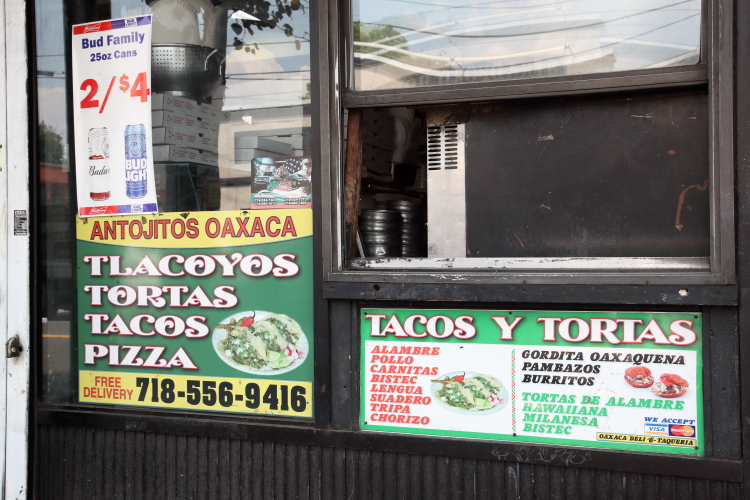 Bud Family
25oz Cans
2/$4
Budweiser
BUD
LIGHT
ANTOJITOS OAXACA
TLACOYOS
TORTAS
TACOS
PIZZA
FREE
DELIVERY
718-556-9416
TACOS Y TORTAS
ALAMBRE
POLLO
CARNITAS
BISTEC
LENGUA
SUADERO
TRIPA
CHORIZO
GORDITA OAXAQUENA
PAMBAZOS
BURRITOS
TORTAS DE ALAMBRE
HAWAIIANA
MILANESA
BISTEC
WE ACCEPT
VISA
OAXACA DELI & TAQUERIA